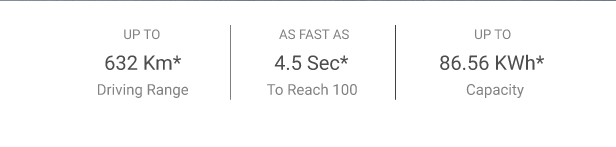 UP TO
632 Km*
Driving Range
AS FAST AS
4.5 Sec*
To Reach 100
UP TO
86.56 KWh*
Capacity